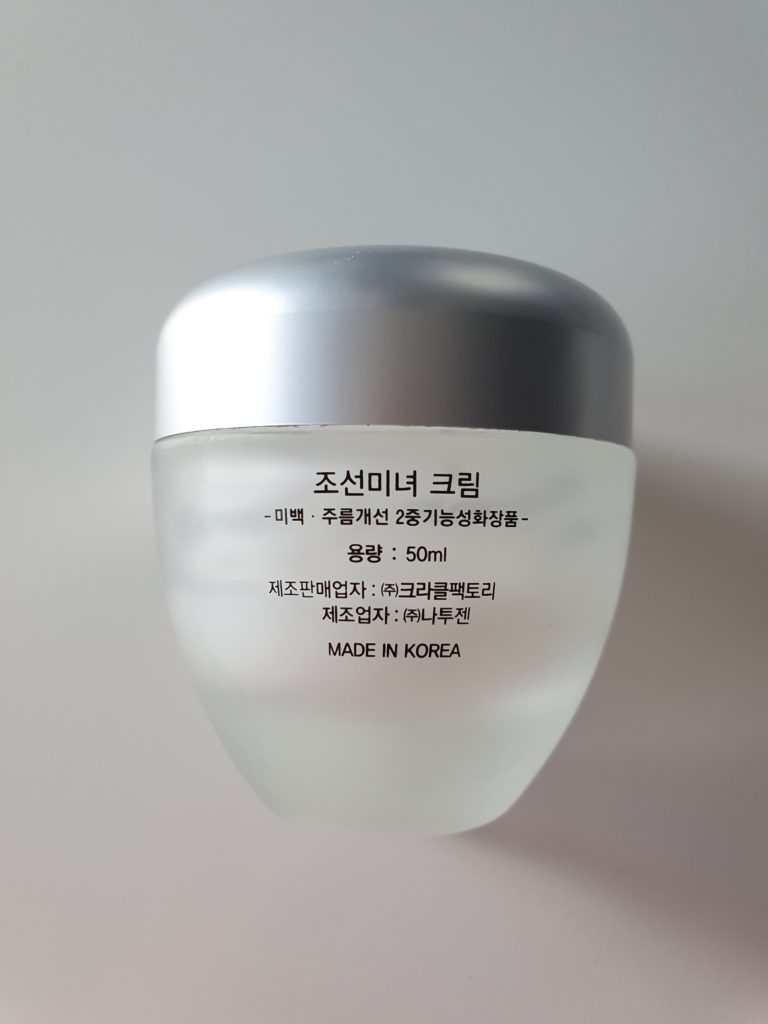 조선미녀 크림
-미백 · 주름개선 2중기능성화장품-
용량 : 50ml
제조판매업자 : ㈜크라클팩토리
제조업자 : ㈜나투젠
MADE IN KOREA